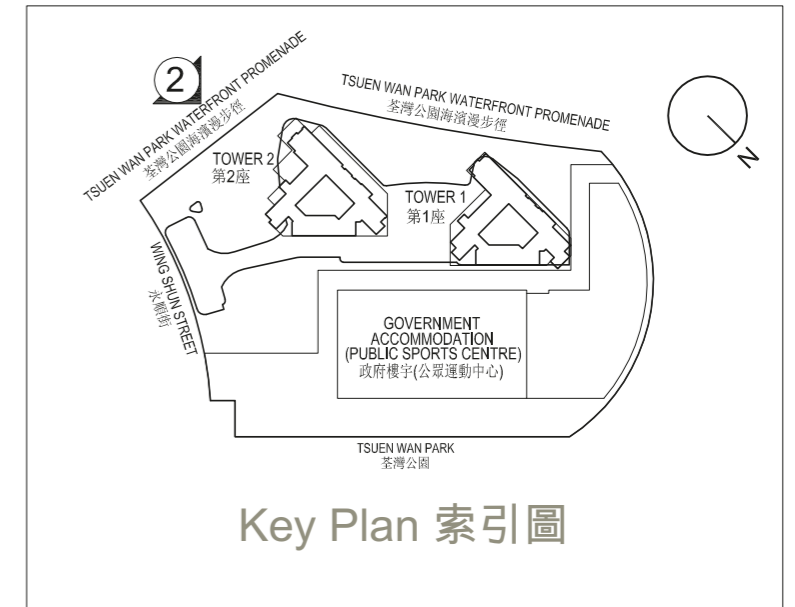 2
TSUEN WAN PARK WATERFRONT PROMENADE
荃灣公園海濱漫步徑
TSUEN WAN PARK WATERFRONT PROMENADE
荃灣公園海濱漫步徑
N
TOWER 2
第2座
TOWER 1
第1座
WING SHUN STREET
永順街
GOVERNMENT
ACCOMMODATION
(PUBLIC SPORTS CENTRE)
政府樓宇(公眾運動中心)
TSUEN WAN PARK
荃灣公園
Key Plan 索引圖